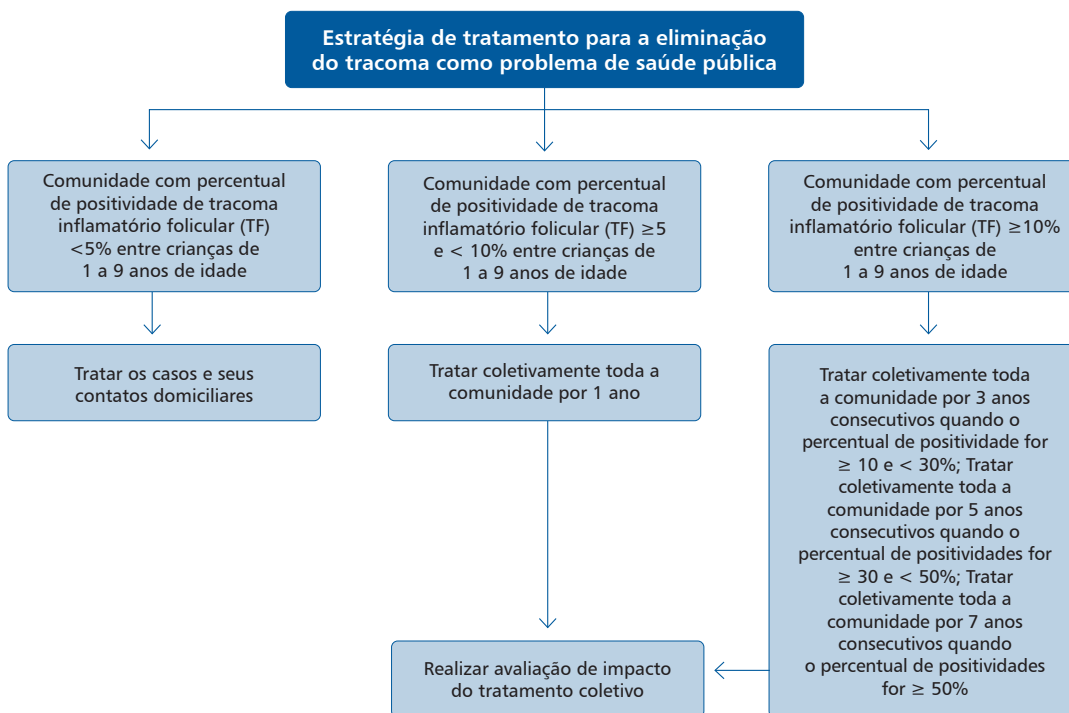 Estratégia de tratamento para a eliminação
do tracoma como problema de saúde pública
Comunidade com percentual
de positividade de tracoma
inflamatório folicular (TF)
<5% entre crianças de
1 a 9 anos de idade
Comunidade com percentual
de positividade de tracoma
inflamatório folicular (TF) ≥5
e < 10% entre crianças de
1 a 9 anos de idade
Comunidade com percentual
de positividade de tracoma
inflamatório folicular (TF) ≥10%
entre crianças de
1 a 9 anos de idade
Tratar os casos e seus
contatos domiciliares
Tratar coletivamente toda a
comunidade por 1 ano
Tratar coletivamente toda
a comunidade por 3 anos
consecutivos quando o
percentual de positividade for
≥ 10 e < 30%; Tratar
coletivamente toda a
comunidade por 5 anos
consecutivos quando o
percentual de positividades for
≥ 30 e < 50%; Tratar
coletivamente toda a
comunidade por 7 anos
consecutivos quando
o percentual de positividades
for ≥ 50%
Realizar avaliação de impacto
do tratamento coletivo